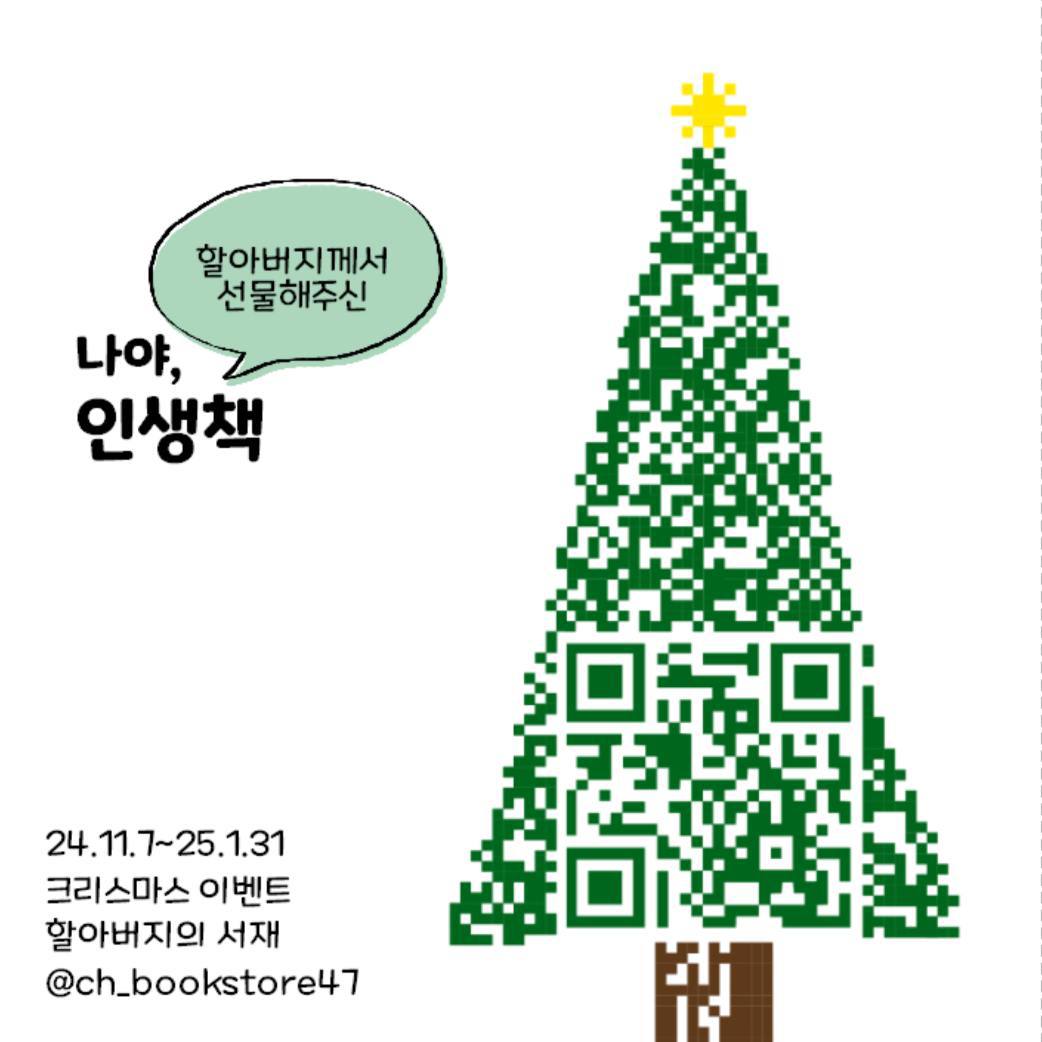 할아버지께서
선물해주신
나야,
인생책
24.11.7~25.1.31
크리스마스 이벤트
할아버지의 서재
@ch_bookstore47